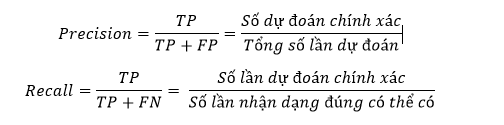 Precision = TP / (TP + FP) = Số dự đoán chính xác / Tổng số lần dự đoán
Recall = TP / (TP + FN) = Số lần dự đoán chính xác / Số lần nhận dạng đúng có thể có